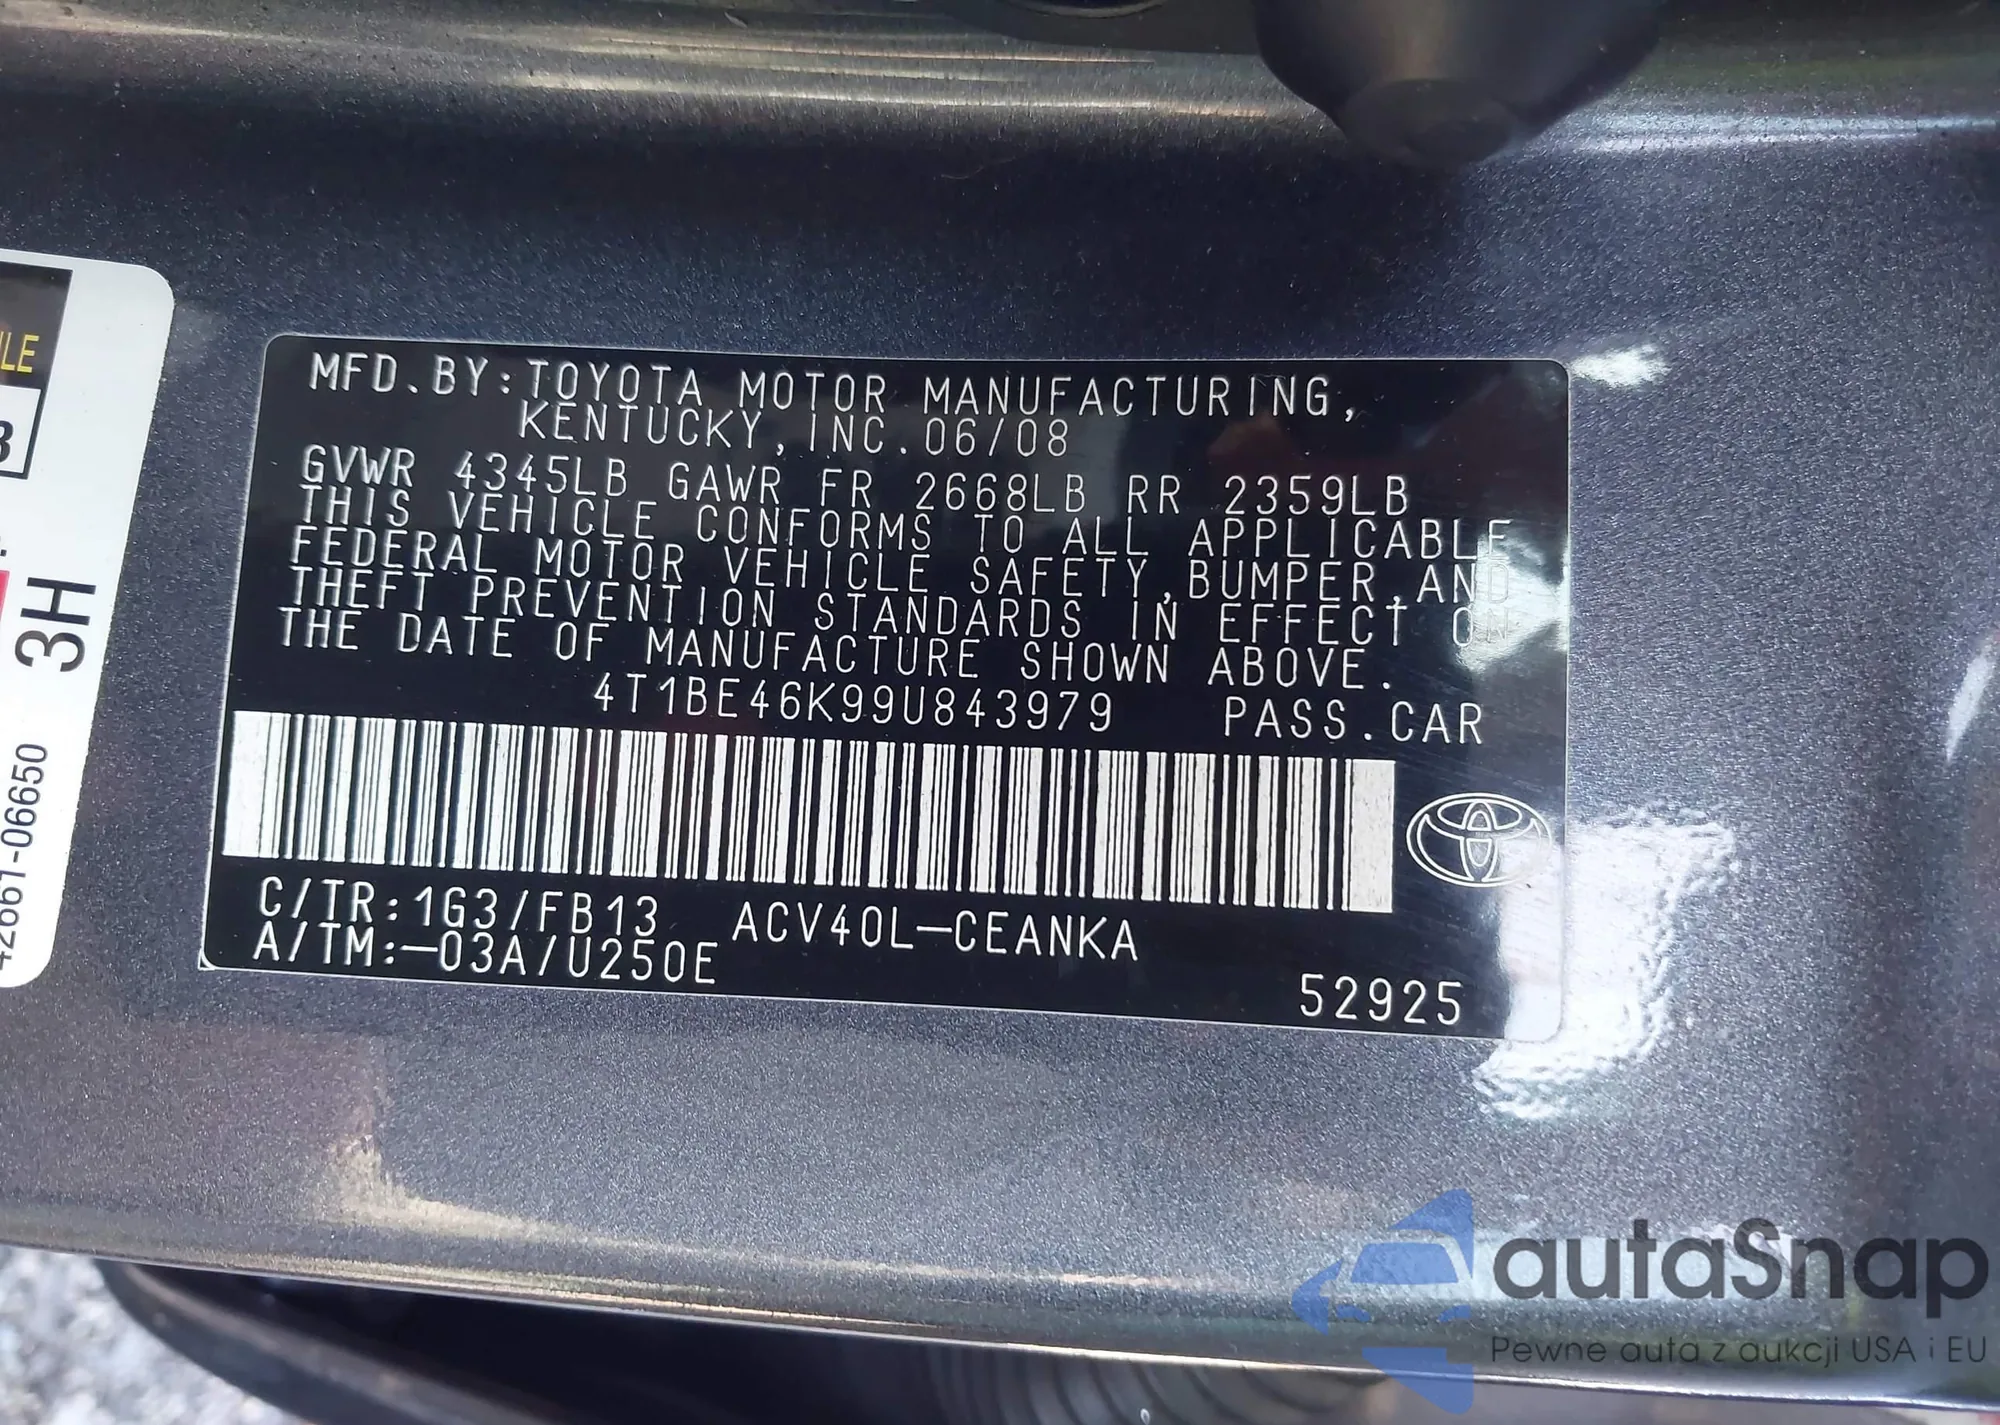 MFD.BY:TOYOTA MOTOR MANUFACTURING,
KENTUCKY,INC.06/08
GVWR 4345LB GAWR FR 2668LB RR 2359LB
THIS VEHICLE CONFORMS TO ALL APPLICABLE
FEDERAL MOTOR VEHICLE SAFETY,BUMPER,AND
THEFT PREVENTION STANDARDS IN EFFECT ON
THE DATE OF MANUFACTURE SHOWN ABOVE.
4T1BE46K99U843979 PASS.CAR
C/TR:1G3/FB13 ACV40L-CEANKA
A/TM:-03A/U250E
52925
3H
42661-06650
autaSnap
Pewne auta z aukcji USA i EU